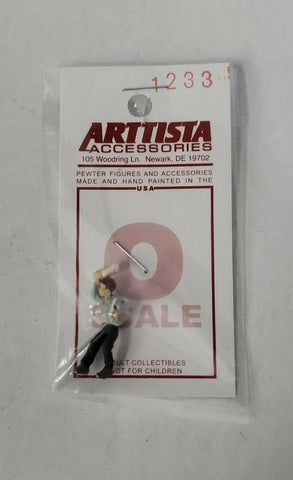 1233
ARTTISTA
ACCESSORIES
105 Woodring Ln. Newark, DE 19702
PEWTER FIGURES AND ACCESSORIES
MADE AND HAND PAINTED IN THE
USA
O
SCALE
ADULT COLLECTIBLES
NOT FOR CHILDREN